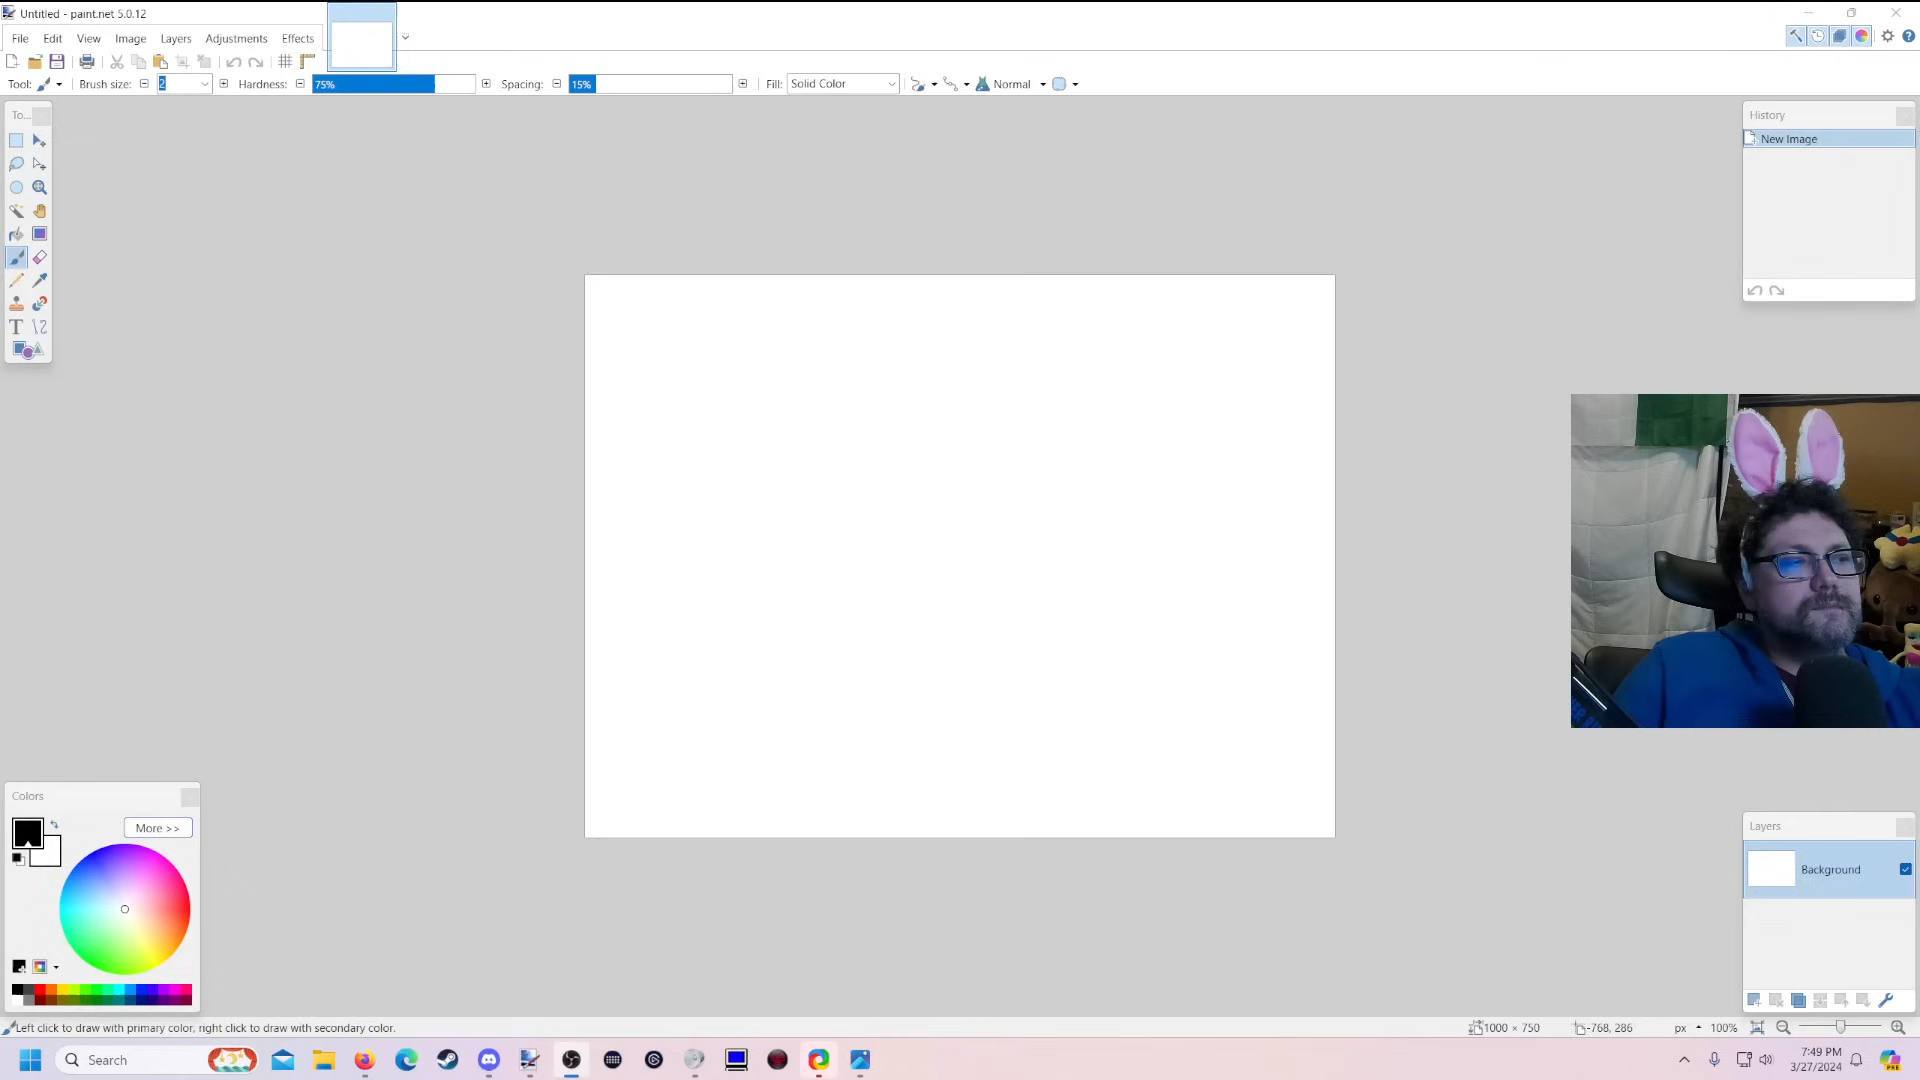 Untitled - paint.net 5.0.12
File Edit View Image Layers Adjustments Effects
Tool: Brush size: 2 Hardness: 75% Spacing: 15% Fill: Solid Color Normal
To...
History
New Image
Colors
More >>
Layers
Background
Left click to draw with primary color, right click to draw with secondary color.
1000 × 750 -768, 286 px 100%
Search
7:49 PM
3/27/2024
PRE